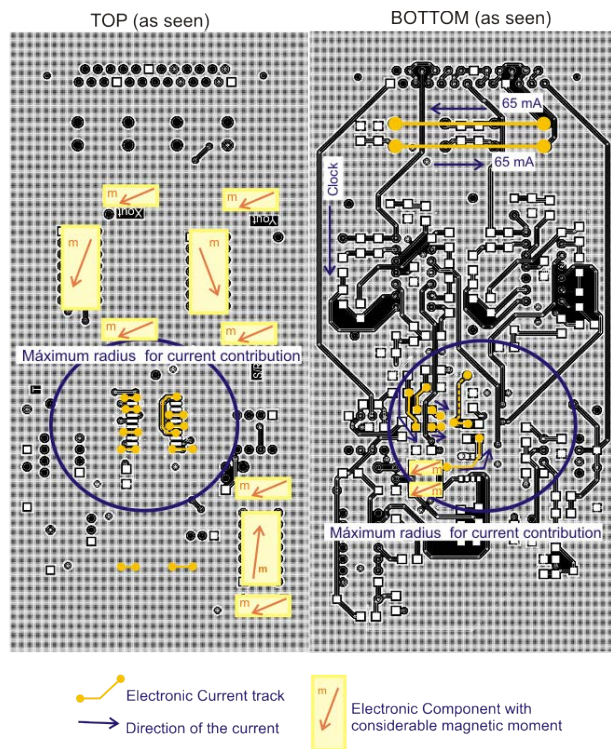 TOP (as seen)
BOTTOM (as seen)
65 mA
65 mA
Clock
m
m
Xout
Yout
m
m
m
m
Máximum radius for current contribution
m
m
m
m
m
Máximum radius for current contribution
Electronic Current track
Direction of the current
m
Electronic Component with
considerable magnetic moment